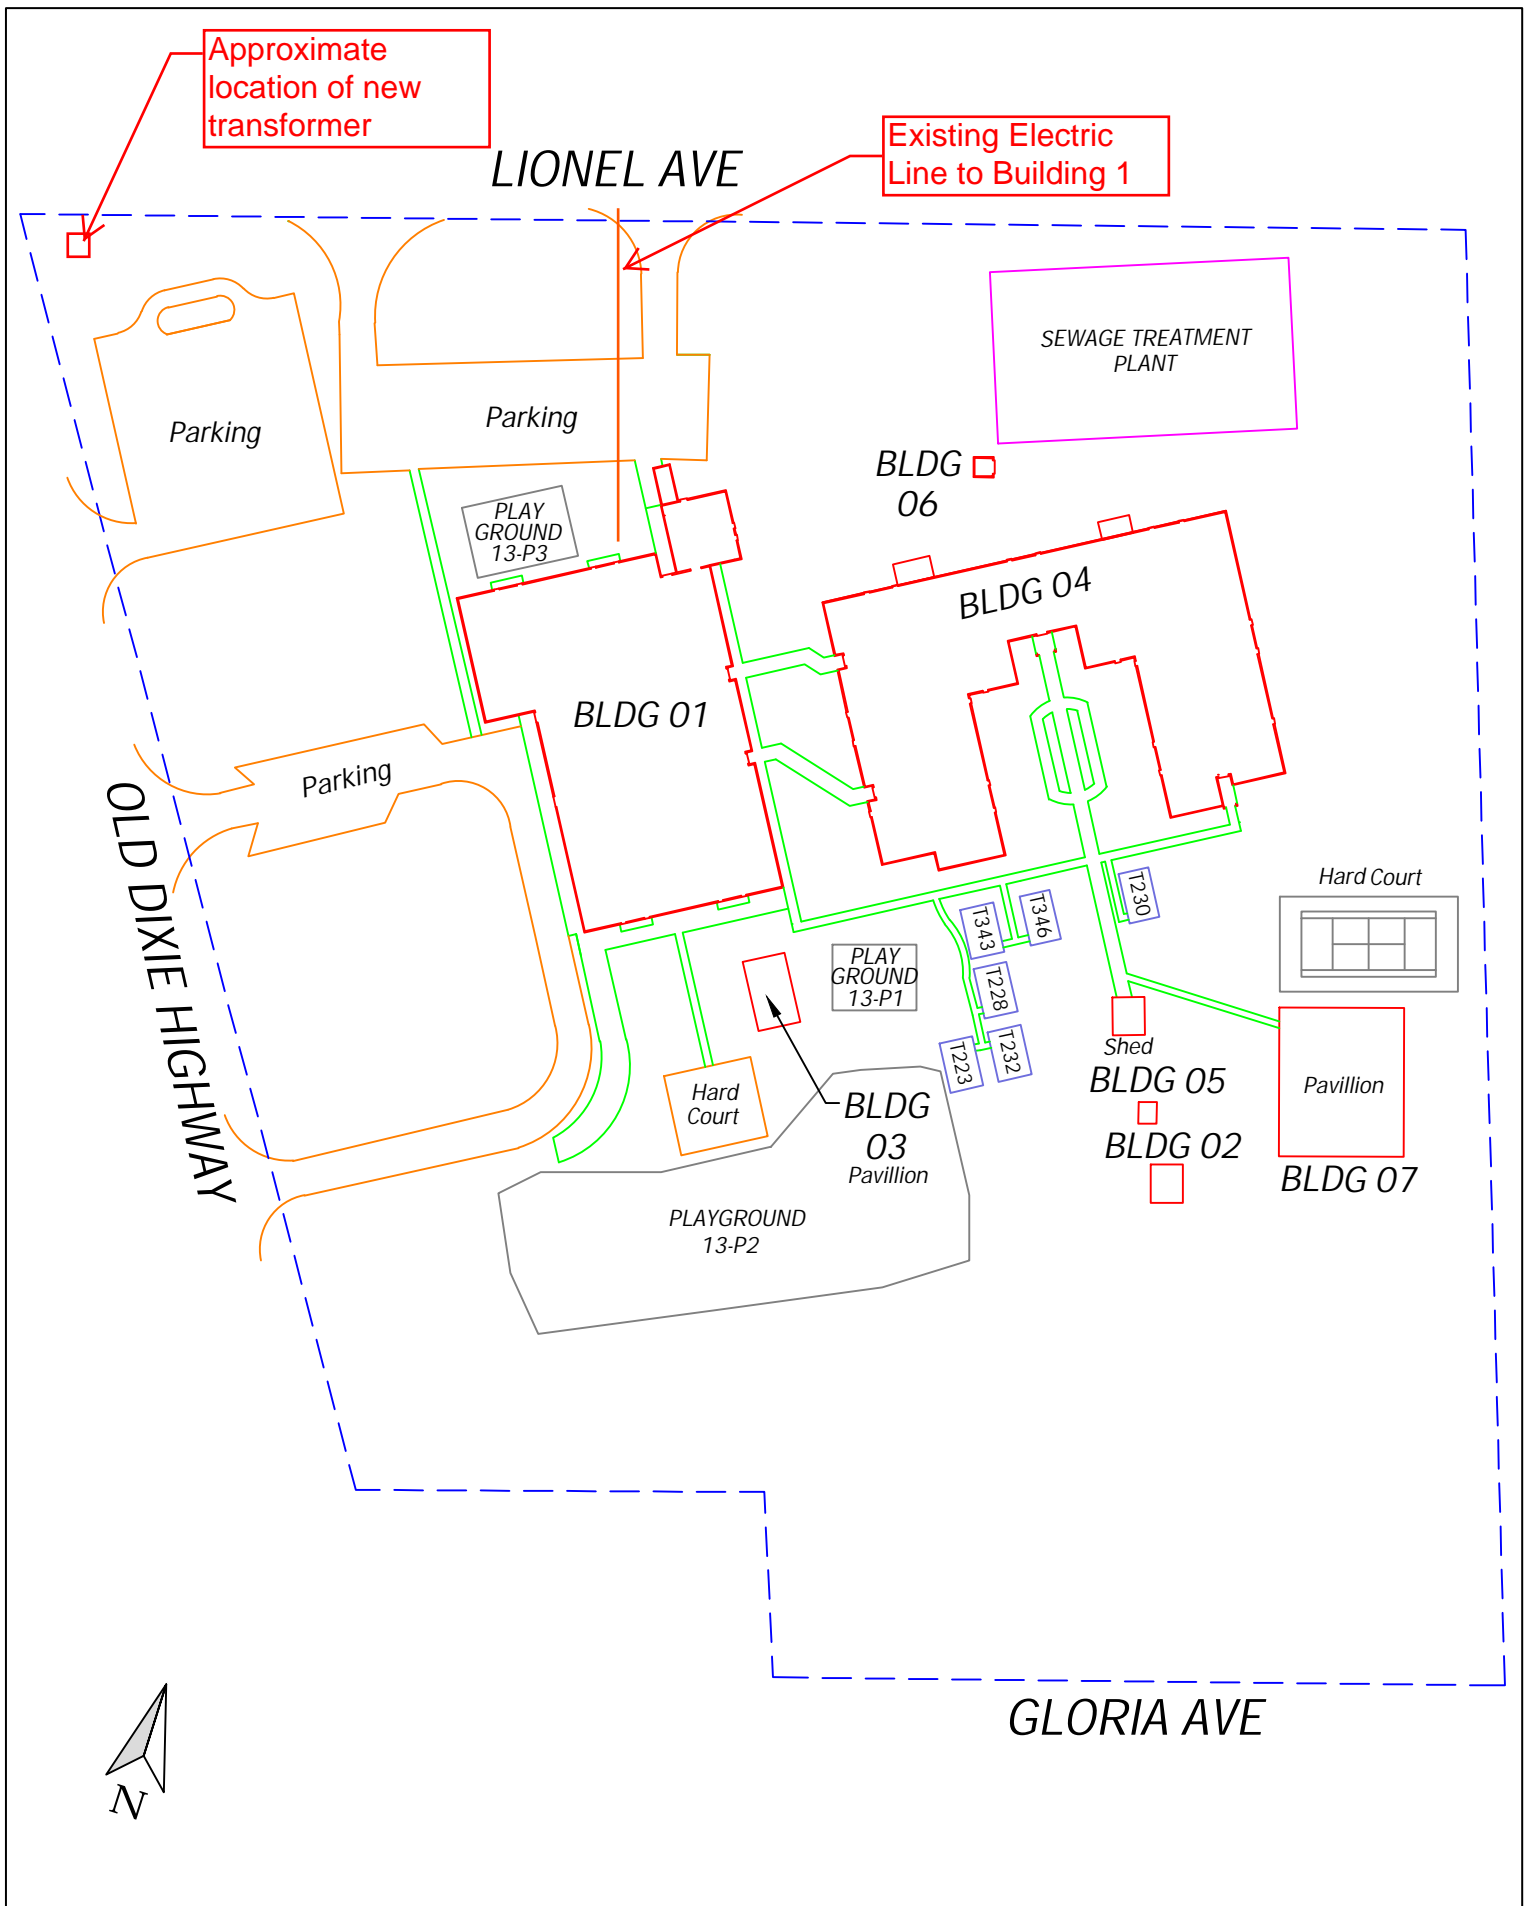 Approximate
location of new
transformer
Existing Electric
Line to Building 1
LIONEL AVE
SEWAGE TREATMENT
PLANT
Parking
Parking
BLDG
06
PLAY
GROUND
13-P3
BLDG 04
BLDG 01
Parking
OLD DIXIE HIGHWAY
Hard Court
T230
T346
T343
PLAY
GROUND
13-P1
T228
T232
T223
Shed
BLDG 05
Pavillion
Hard
Court
BLDG
03
Pavillion
BLDG 02
BLDG 07
PLAYGROUND
13-P2
GLORIA AVE
N